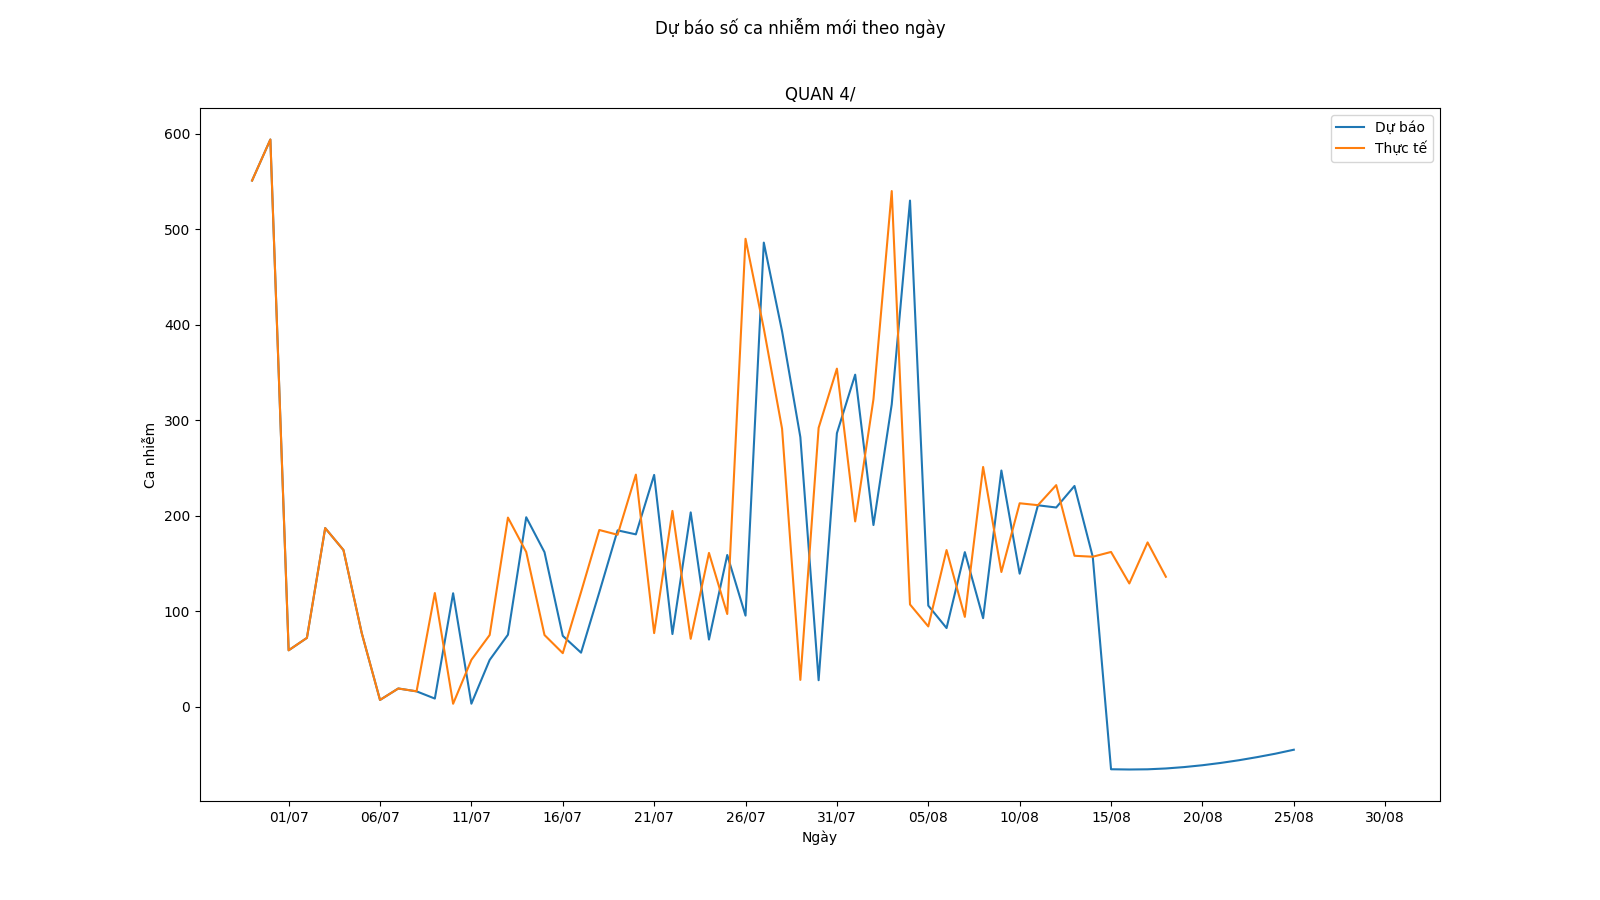 Dự báo số ca nhiễm mới theo ngày
QUAN 4/
Dự báo
Thực tế
600
500
400
300
200
100
0
Ca nhiễm
01/07 06/07 11/07 16/07 21/07 26/07 31/07 05/08 10/08 15/08 20/08 25/08 30/08
Ngày